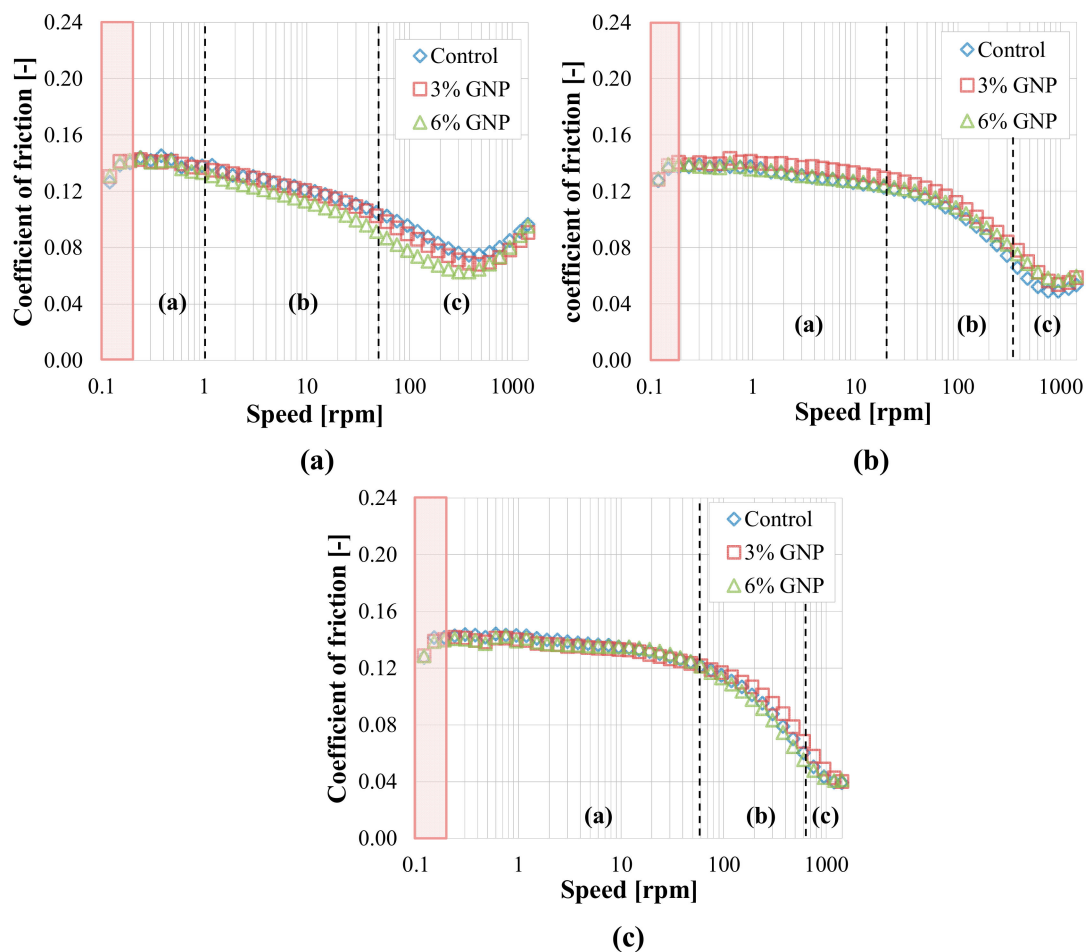 0.24
0.20
0.16
0.12
0.08
0.04
0.00
Coefficient of friction [-]
Control
3% GNP
6% GNP
(a)
(b)
(c)
0.1
1
10
100
1000
Speed [rpm]
(a)
0.24
0.20
0.16
0.12
0.08
0.04
0.00
coefficient of friction [-]
Control
3% GNP
6% GNP
(a)
(b)
(c)
0.1
1
10
100
1000
Speed [rpm]
(b)
0.24
0.20
0.16
0.12
0.08
0.04
0.00
Coefficient of friction [-]
Control
3% GNP
6% GNP
(a)
(b)
(c)
0.1
1
10
100
1000
Speed [rpm]
(c)